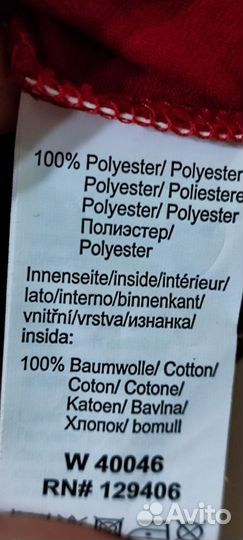 100% Polyester/ Polyester
Polyester/ Poliestere
Polyester/ Polyester
Полиэстер/
Polyester
Innenseite/inside/intérieur/
lato/interno/binnenkant/
vnitřní/vrstva/изнанка/
insida:
100% Baumwolle/ Cotton/
Coton/ Cotone/
Katoen/ Bavlna/
Хлопок/ bomull
W 40046
RN# 129406
Avito